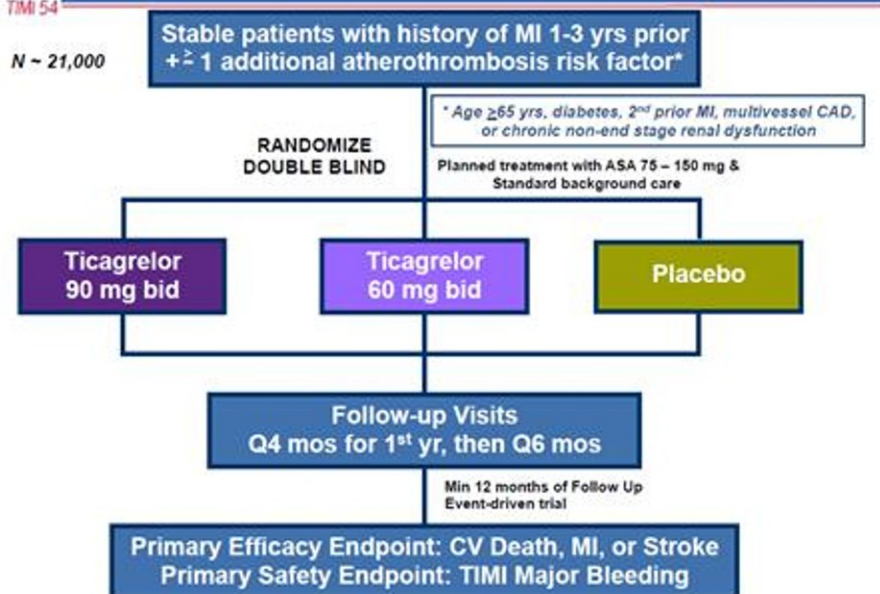 TIMI 54
Stable patients with history of MI 1-3 yrs prior
+ ≥ 1 additional atherothrombosis risk factor*
N ~ 21,000
* Age ≥65 yrs, diabetes, 2nd prior MI, multivessel CAD,
or chronic non-end stage renal dysfunction
RANDOMIZE
DOUBLE BLIND
Planned treatment with ASA 75 – 150 mg &
Standard background care
Ticagrelor
90 mg bid
Ticagrelor
60 mg bid
Placebo
Follow-up Visits
Q4 mos for 1st yr, then Q6 mos
Min 12 months of Follow Up
Event-driven trial
Primary Efficacy Endpoint: CV Death, MI, or Stroke
Primary Safety Endpoint: TIMI Major Bleeding